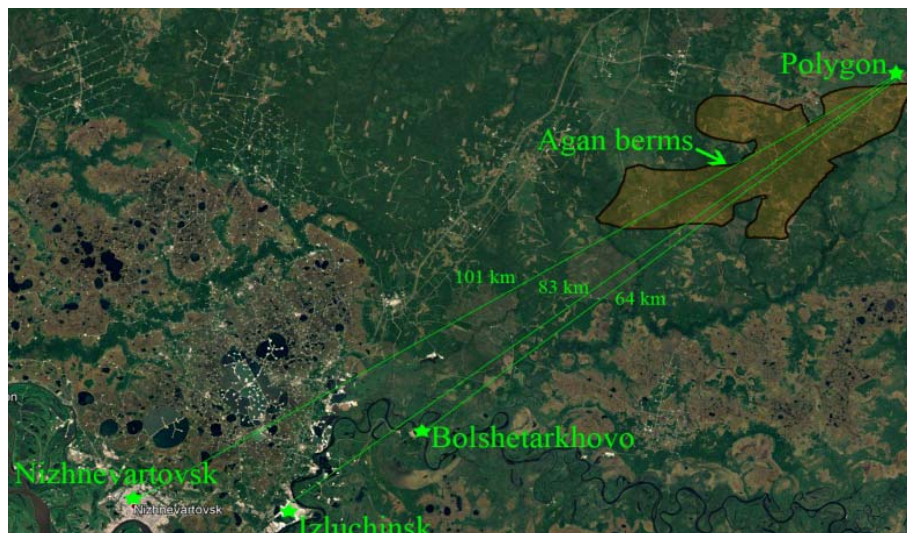 Polygon
Agan berms
101 km
83 km
64 km
Bolshetarkhovo
Nizhnevartovsk
Nizhnevartovsk
Izluchinsk